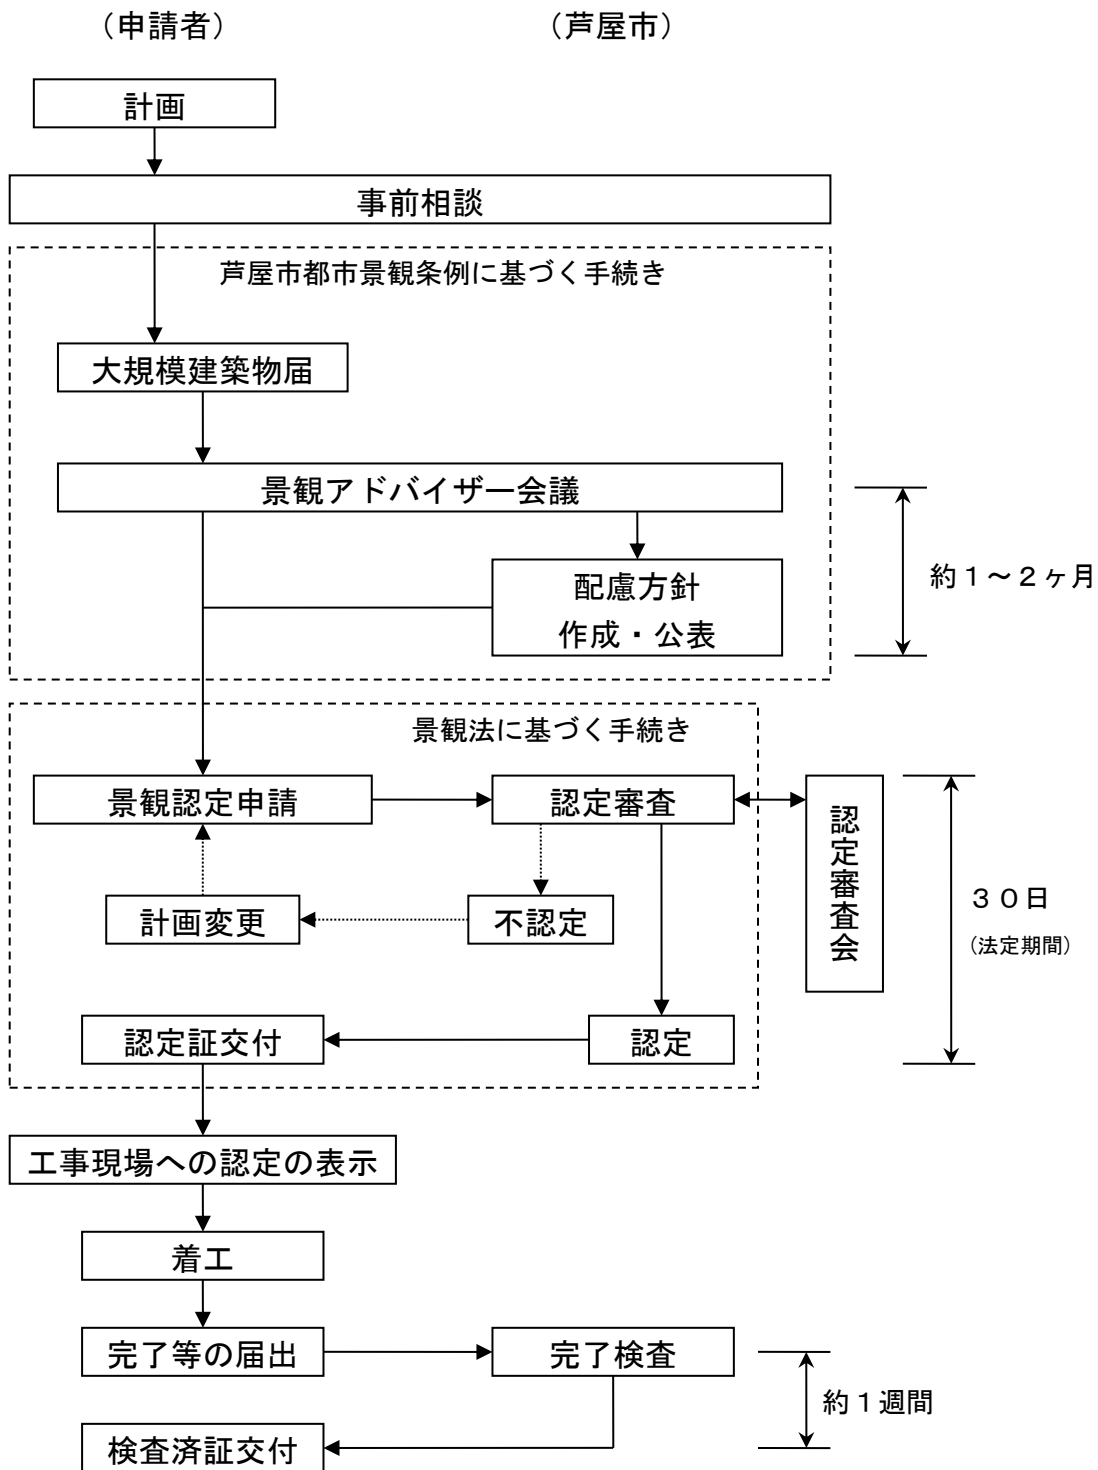 （申請者）
（芦屋市）
計画
事前相談
芦屋市都市景観条例に基づく手続き
大規模建築物届
景観アドバイザー会議
配慮方針
作成・公表
約１～２ヶ月
景観法に基づく手続き
景観認定申請
認定審査
認定審査会
計画変更
不認定
３０日
（法定期間）
認定証交付
認定
工事現場への認定の表示
着工
完了等の届出
完了検査
約１週間
検査済証交付